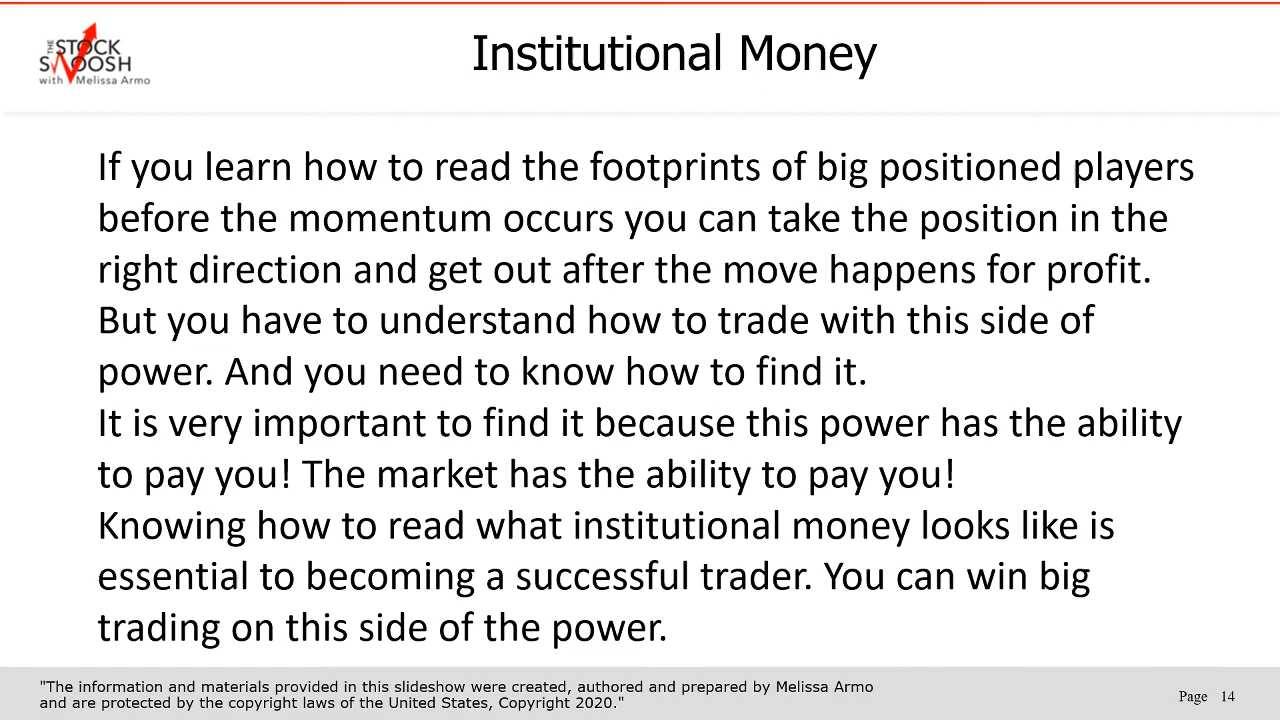 THE
STOCK
SWOOSH
with Melissa Armo
Institutional Money
If you learn how to read the footprints of big positioned players
before the momentum occurs you can take the position in the
right direction and get out after the move happens for profit.
But you have to understand how to trade with this side of
power. And you need to know how to find it.
It is very important to find it because this power has the ability
to pay you! The market has the ability to pay you!
Knowing how to read what institutional money looks like is
essential to becoming a successful trader. You can win big
trading on this side of the power.
"The information and materials provided in this slideshow were created, authored and prepared by Melissa Armo
and are protected by the copyright laws of the United States, Copyright 2020."
Page 14